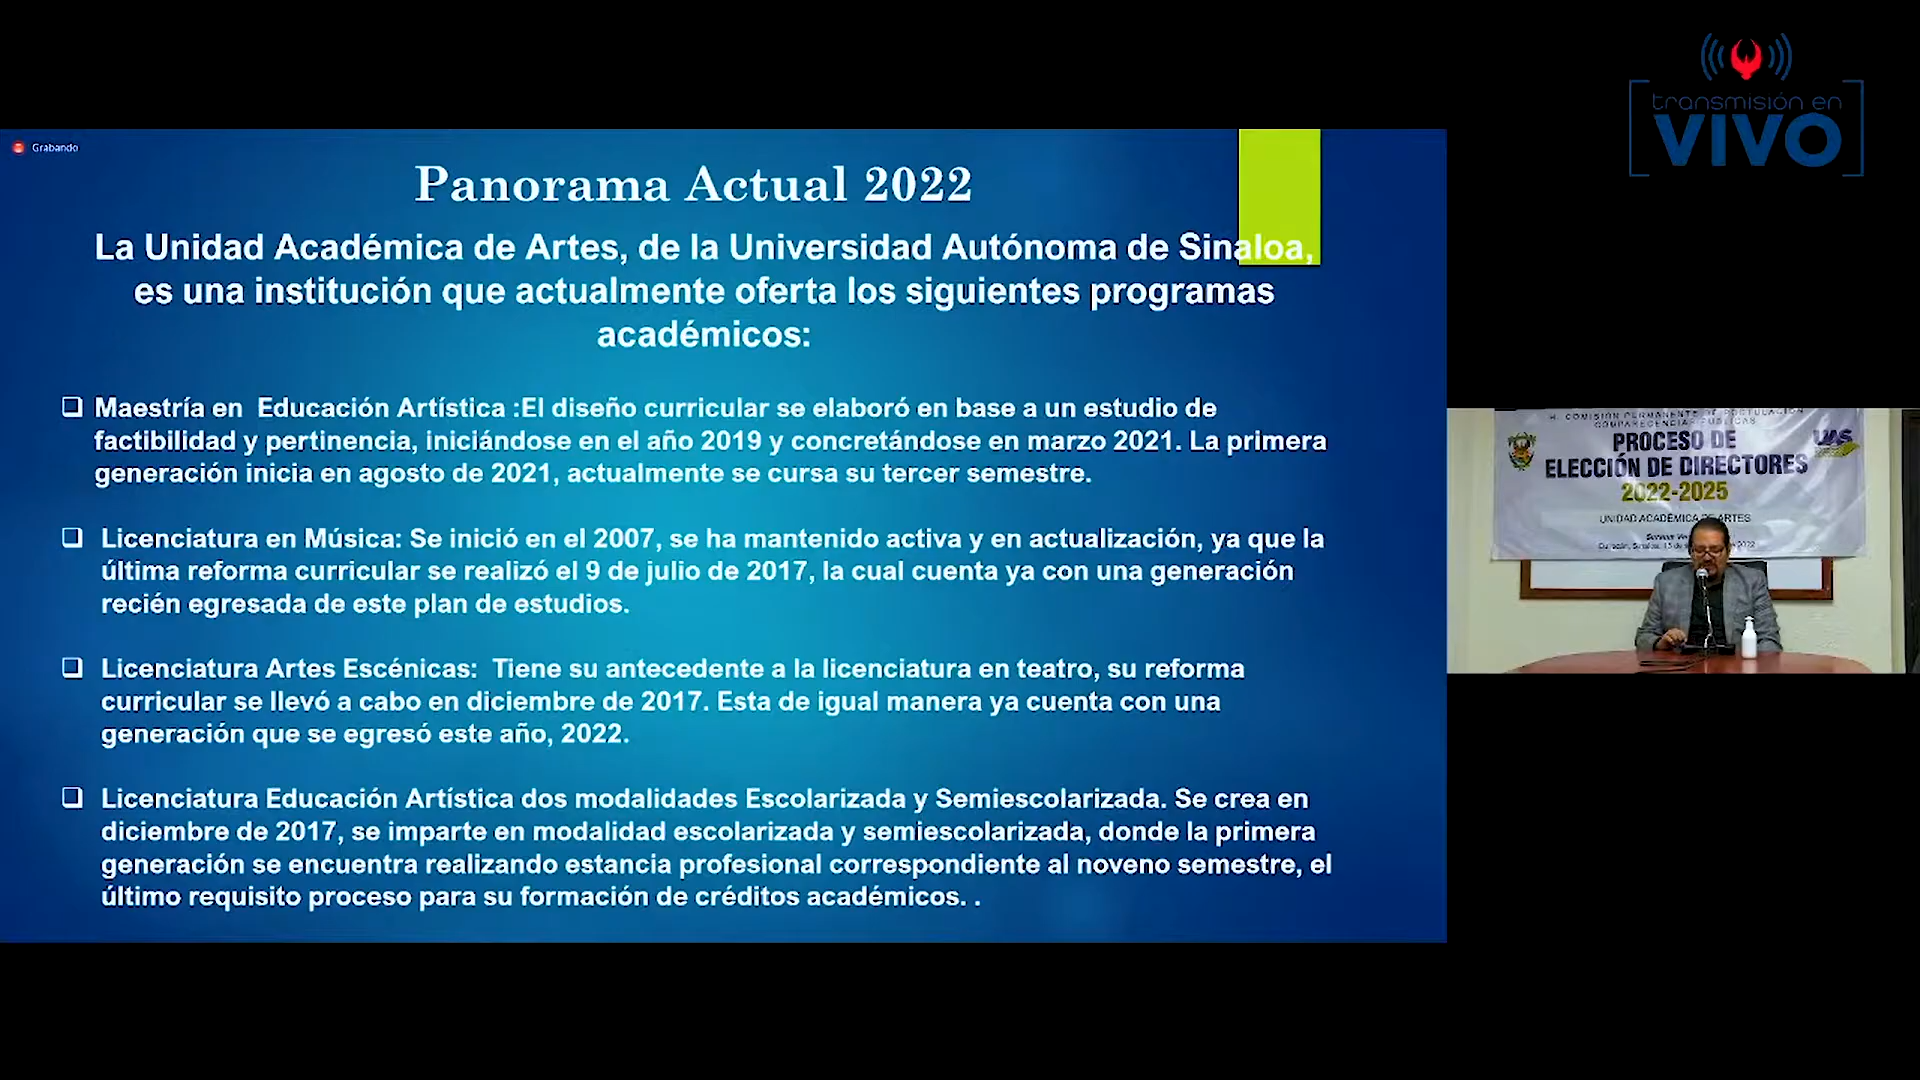 transmisión en
VIVO
Grabando
Panorama Actual 2022
La Unidad Académica de Artes, de la Universidad Autónoma de Sinaloa,
es una institución que actualmente oferta los siguientes programas
académicos:
Maestría en Educación Artística :El diseño curricular se elaboró en base a un estudio de
factibilidad y pertinencia, iniciándose en el año 2019 y concretándose en marzo 2021. La primera
generación inicia en agosto de 2021, actualmente se cursa su tercer semestre.
Licenciatura en Música: Se inició en el 2007, se ha mantenido activa y en actualización, ya que la
última reforma curricular se realizó el 9 de julio de 2017, la cual cuenta ya con una generación
recién egresada de este plan de estudios.
Licenciatura Artes Escénicas: Tiene su antecedente a la licenciatura en teatro, su reforma
curricular se llevó a cabo en diciembre de 2017. Esta de igual manera ya cuenta con una
generación que se egresó este año, 2022.
Licenciatura Educación Artística dos modalidades Escolarizada y Semiescolarizada. Se crea en
diciembre de 2017, se imparte en modalidad escolarizada y semiescolarizada, donde la primera
generación se encuentra realizando estancia profesional correspondiente al noveno semestre, el
último requisito proceso para su formación de créditos académicos. .
H. COMISIÓN PERMANENTE DE POSTULACIÓN
COMPARECENCIAS PÚBLICAS
PROCESO DE
ELECCIÓN DE DIRECTORES
2022-2025
UAS
UNIDAD ACADÉMICA DE ARTES
Culiacán, Sinaloa, 2022